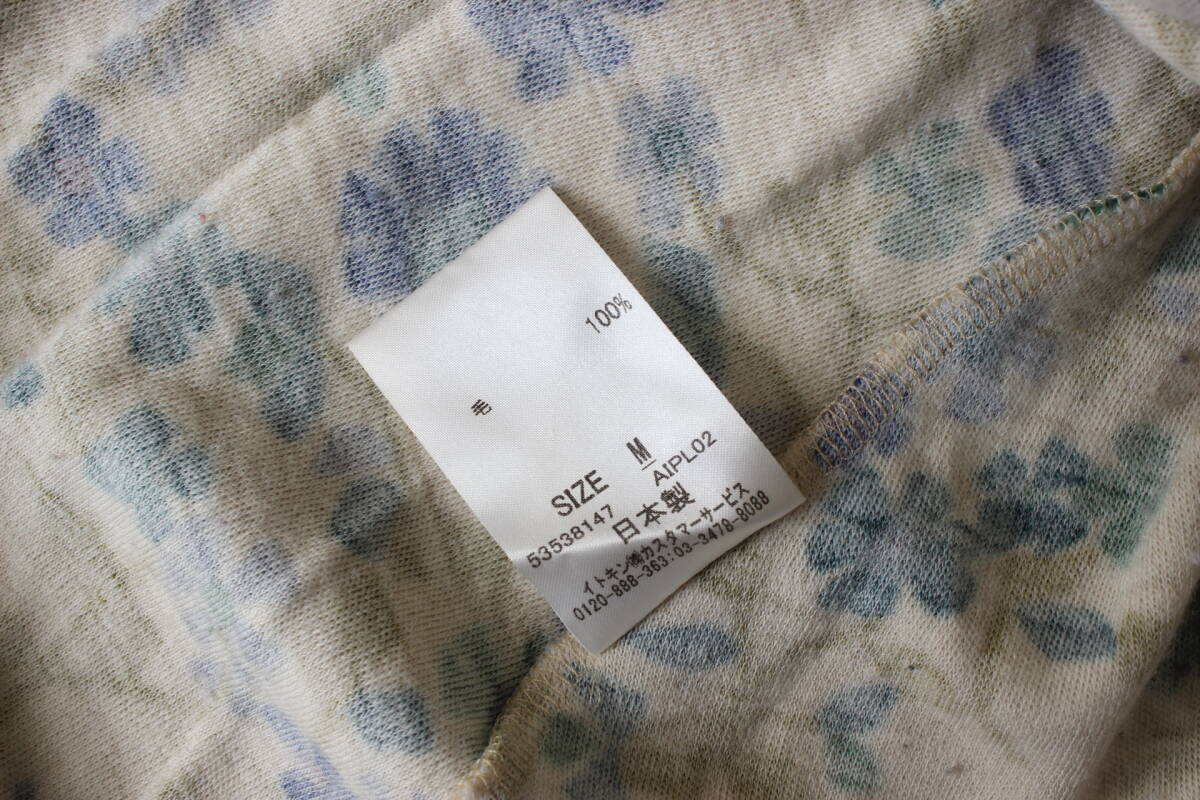 毛 100%
SIZE M
53538147 AIPL02
日本製
イトキン㈱カスタマーサービス
0120-888-363:03-3478-8088